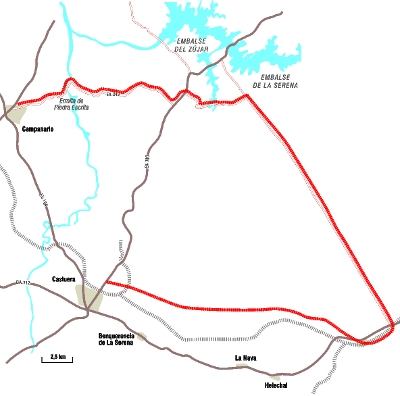 EMBALSE
DEL ZÚJAR
EMBALSE
DE LA SERENA
Ermita de
Piedra Escrita
Campanario
Castuera
Benquerencia
de La Serena
La Nava
Helechal
2,5 km